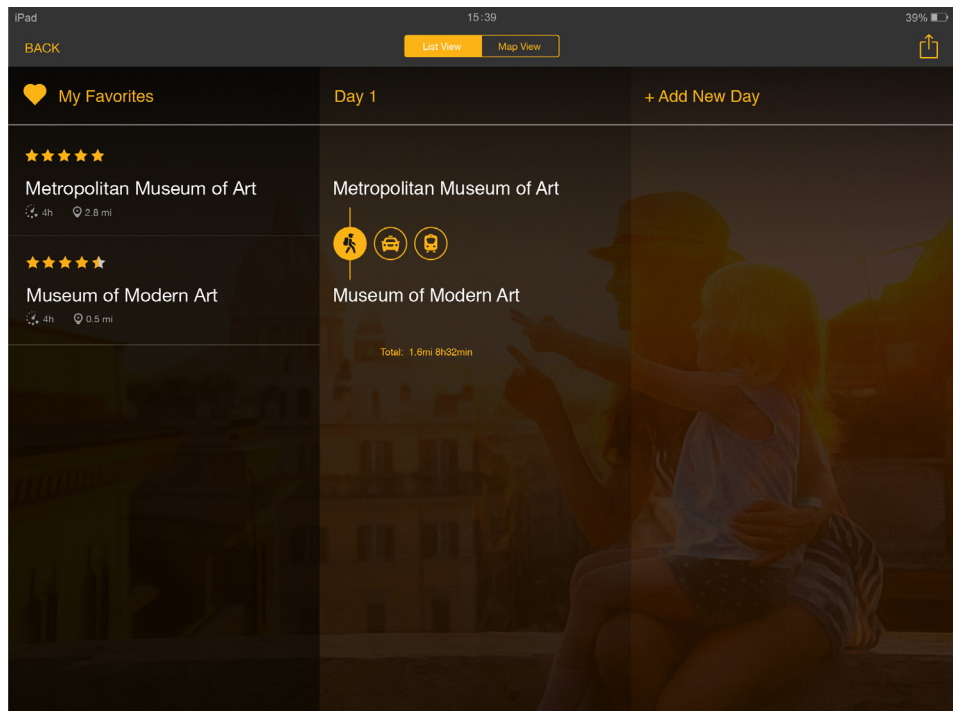 iPad
15:39
39%
BACK
List View
Map View
My Favorites
Day 1
+ Add New Day
Metropolitan Museum of Art
4h
2.8 mi
Museum of Modern Art
4h
0.5 mi
Metropolitan Museum of Art
Museum of Modern Art
Total: 1.6mi 8h32min